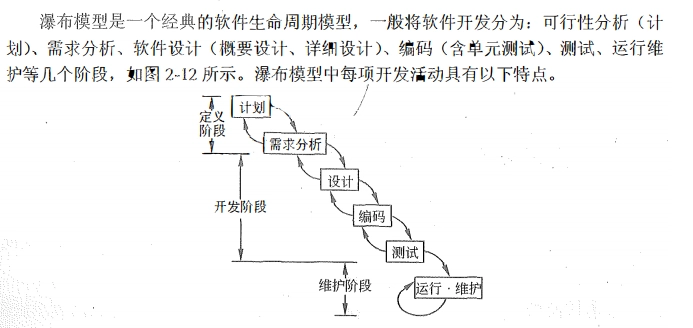 瀑布模型是一个经典的软件生命周期模型，一般将软件开发分为：可行性分析（计
划）、需求分析、软件设计（概要设计、详细设计）、编码（含单元测试）、测试、运行维
护等几个阶段，如图 2-12 所示。瀑布模型中每项开发活动具有以下特点。
计划
定义
阶段
需求分析
设计
开发阶段
编码
测试
维护阶段
运行·维护